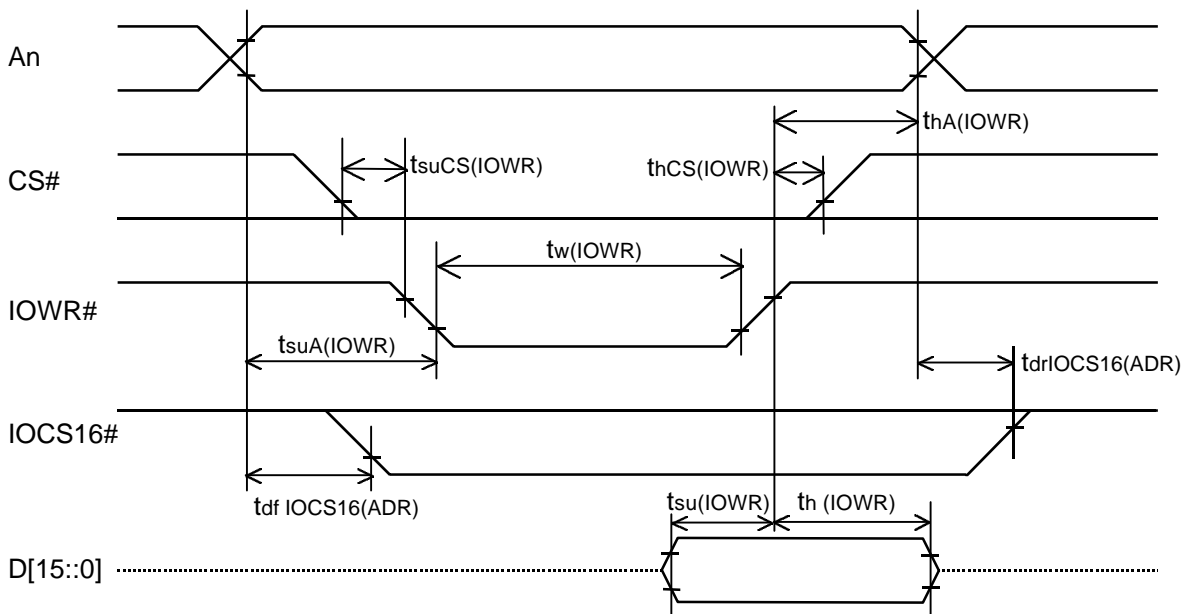 An
thA(IOWR)
tsuCS(IOWR)
thCS(IOWR)
CS#
tw(IOWR)
IOWR#
tsuA(IOWR)
tdrIOCS16(ADR)
IOCS16#
tdf IOCS16(ADR)
tsu(IOWR)
th (IOWR)
D[15::0]